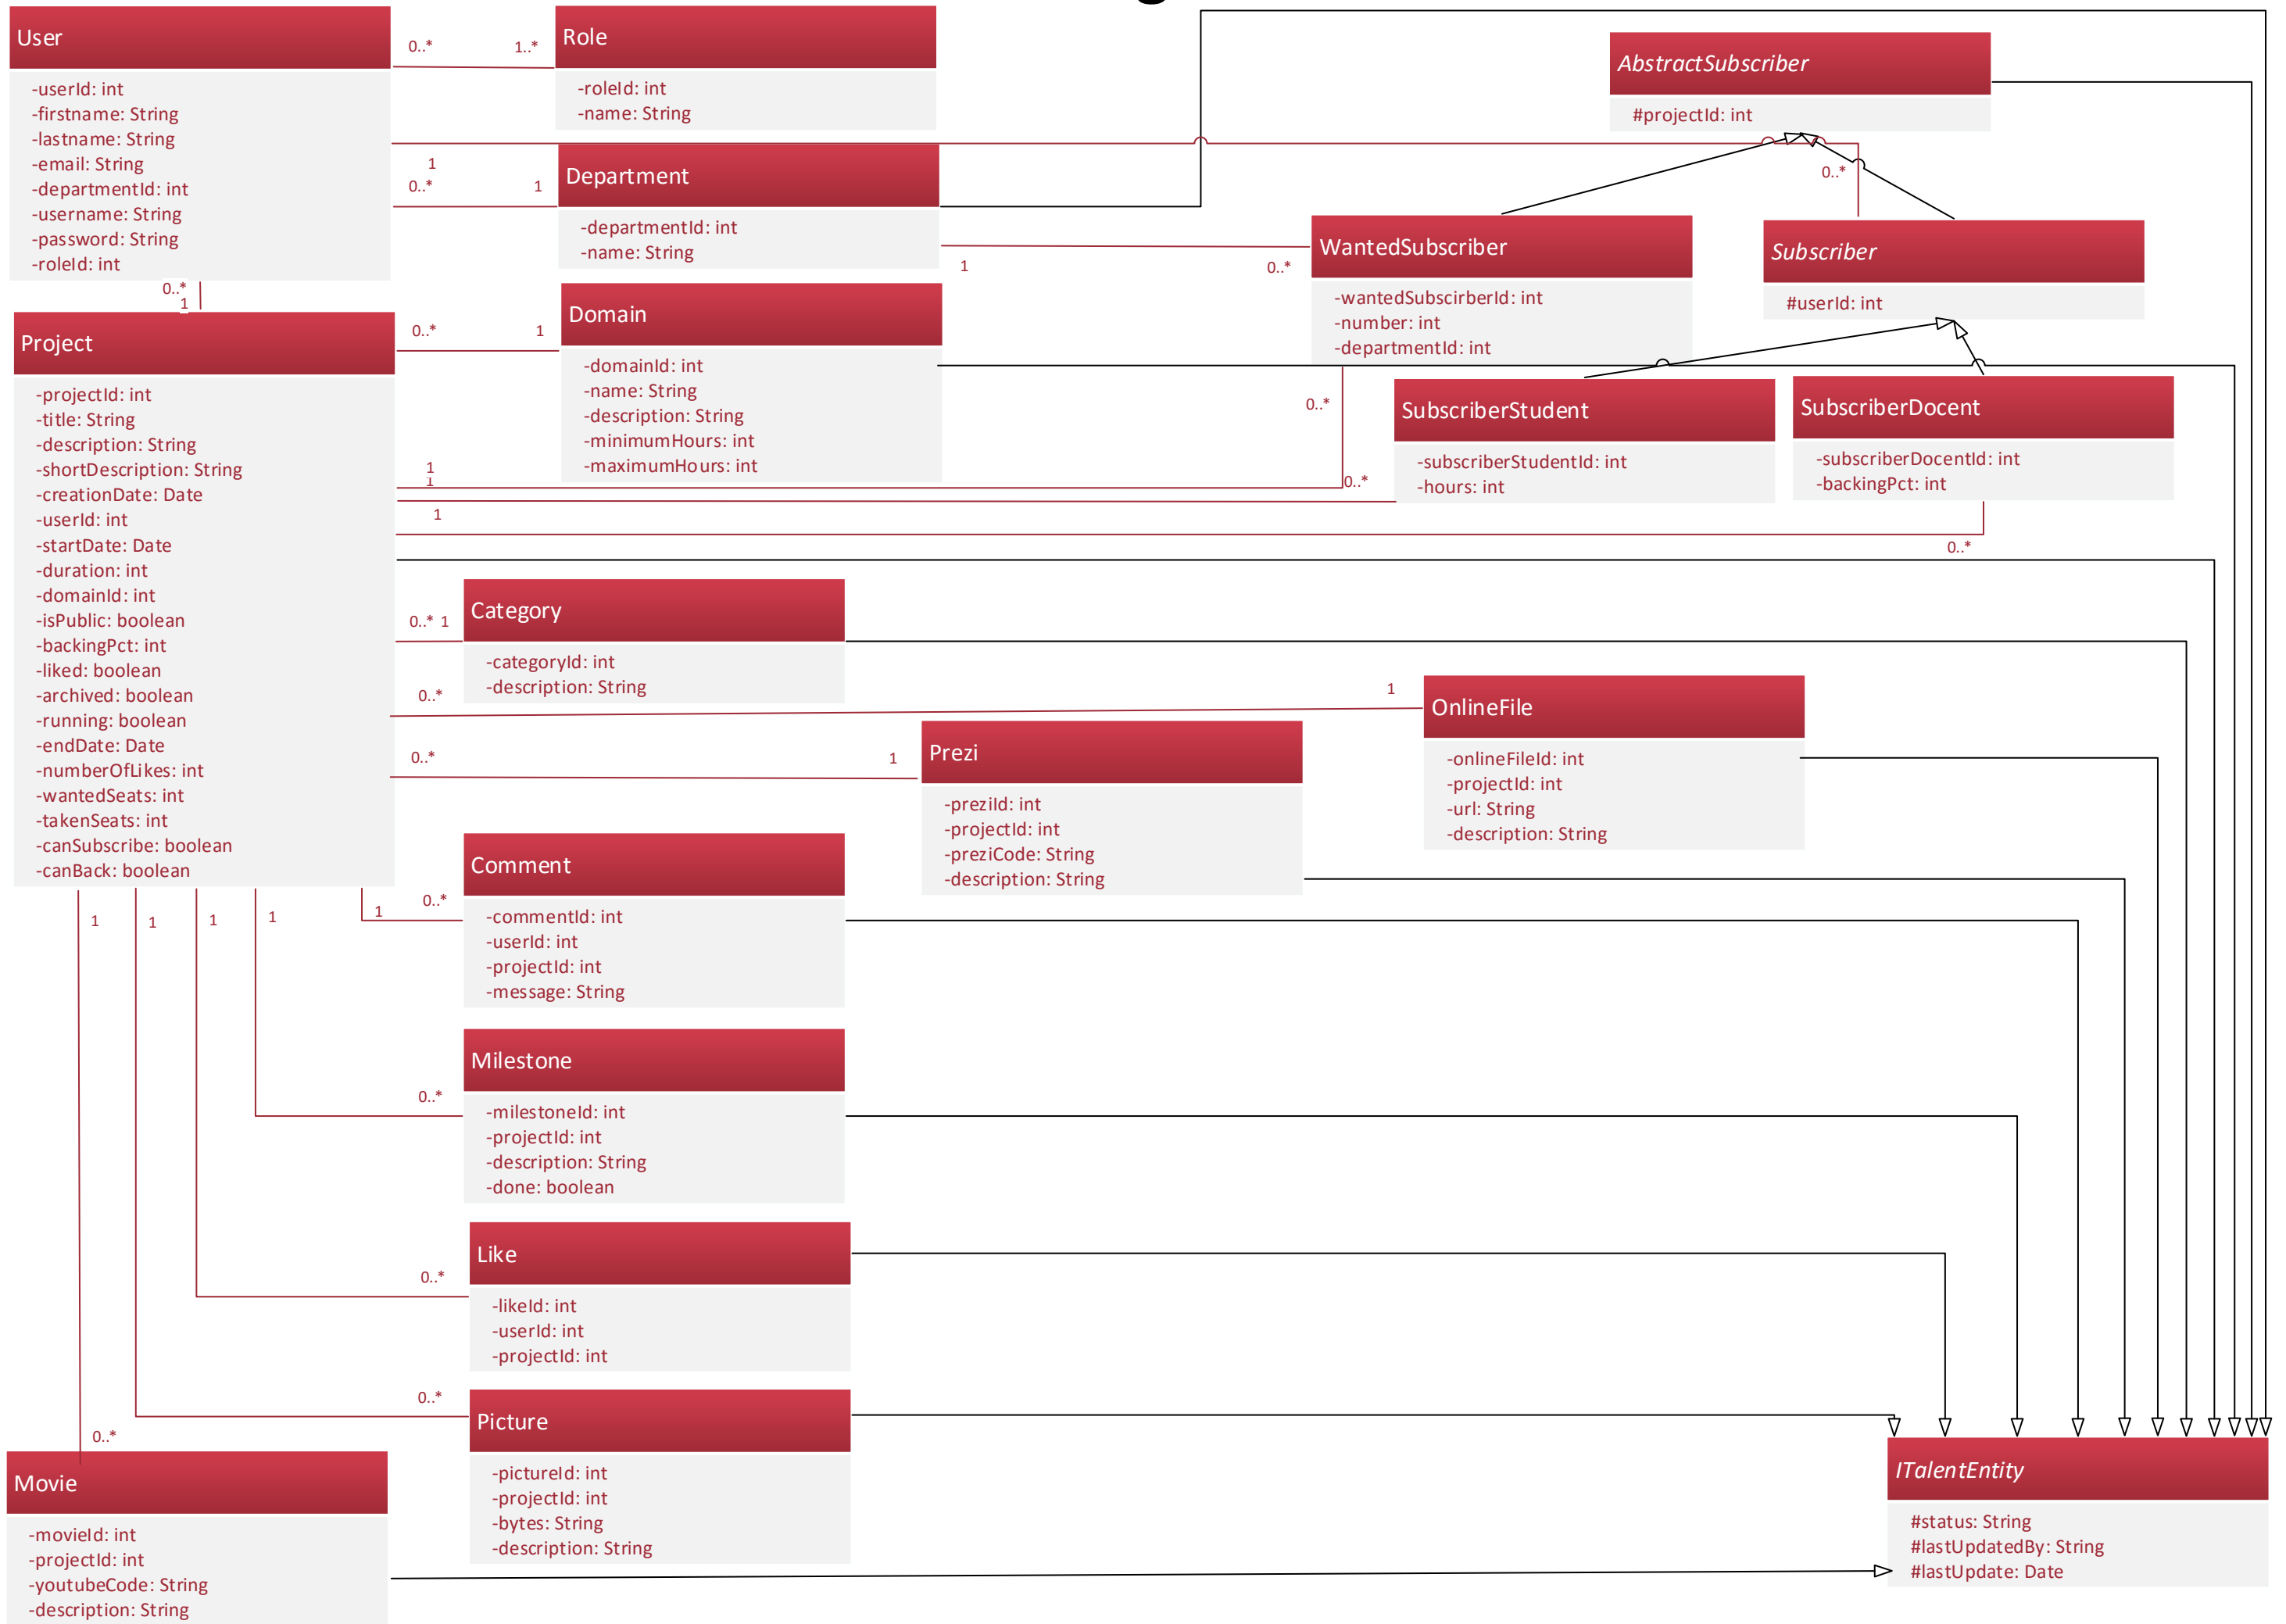 g
User
-userId: int
-firstname: String
-lastname: String
-email: String
-departmentId: int
-username: String
-password: String
-roleId: int
0..*
1..*
Role
-roleId: int
-name: String
1
0..*
1
Department
-departmentId: int
-name: String
1
0..*
AbstractSubscriber
#projectId: int
0..*
WantedSubscriber
-wantedSubscirberId: int
-number: int
-departmentId: int
Subscriber
#userId: int
0..*
1
Project
-projectId: int
-title: String
-description: String
-shortDescription: String
-creationDate: Date
-userId: int
-startDate: Date
-duration: int
-domainId: int
-isPublic: boolean
-backingPct: int
-liked: boolean
-archived: boolean
-running: boolean
-endDate: Date
-numberOfLikes: int
-wantedSeats: int
-takenSeats: int
-canSubscribe: boolean
-canBack: boolean
0..*
1
Domain
-domainId: int
-name: String
-description: String
-minimumHours: int
-maximumHours: int
0..*
SubscriberStudent
-subscriberStudentId: int
-hours: int
SubscriberDocent
-subscriberDocentId: int
-backingPct: int
1
1
0..*
1
0..*
0..*
1
Category
-categoryId: int
-description: String
0..*
1
OnlineFile
-onlineFileId: int
-projectId: int
-url: String
-description: String
0..*
1
Prezi
-preziId: int
-projectId: int
-preziCode: String
-description: String
1
1
1
1
1
0..*
Comment
-commentId: int
-userId: int
-projectId: int
-message: String
0..*
Milestone
-milestoneId: int
-projectId: int
-description: String
-done: boolean
0..*
Like
-likeId: int
-userId: int
-projectId: int
0..*
Picture
-pictureId: int
-projectId: int
-bytes: String
-description: String
0..*
Movie
-movieId: int
-projectId: int
-youtubeCode: String
-description: String
ITalentEntity
#status: String
#lastUpdatedBy: String
#lastUpdate: Date